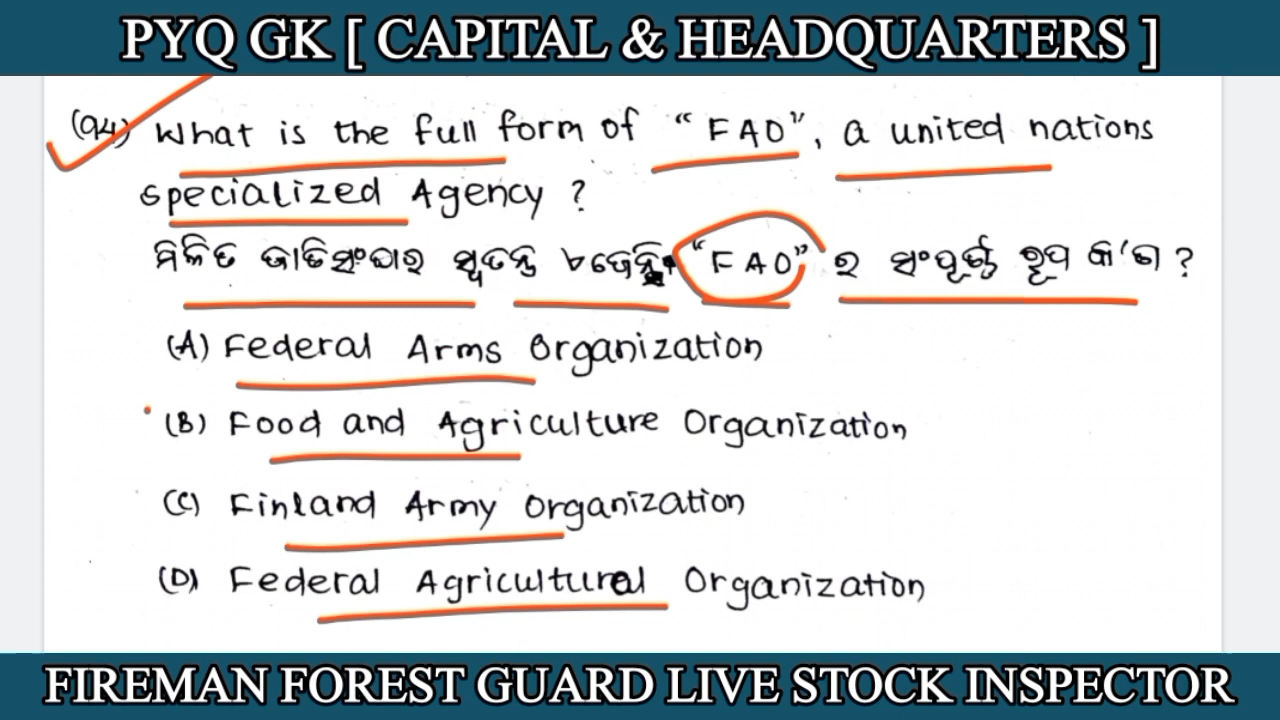 PYQ GK [ CAPITAL & HEADQUARTERS ]
(94) What is the full form of "FAO", a united nations
specialized Agency ?
ମିଳିତ ଜାତିସଂଘର ସ୍ୱତନ୍ତ୍ର ଏଜେନ୍ସି "FAO" ର ସଂପୂର୍ଣ୍ଣ ରୂପ କ'ଣ ?
(A) Federal Arms Organization
(B) Food and Agriculture Organization
(C) Finland Army Organization
(D) Federal Agricultural Organization
FIREMAN FOREST GUARD LIVE STOCK INSPECTOR